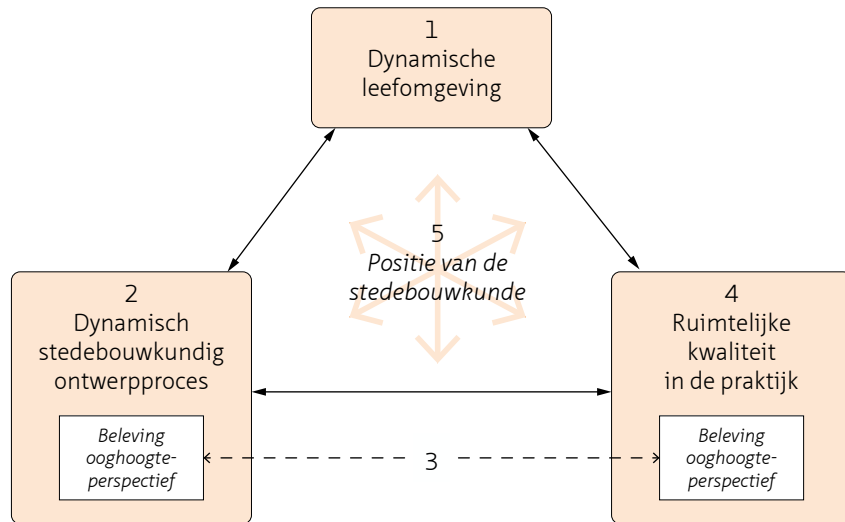 1
Dynamische
leefomgeving
5
Positie van de
stedebouwkunde
2
Dynamisch
stedebouwkundig
ontwerpproces
Beleving
ooghoogte-
perspectief
3
4
Ruimtelijke
kwaliteit
in de praktijk
Beleving
ooghoogte-
perspectief